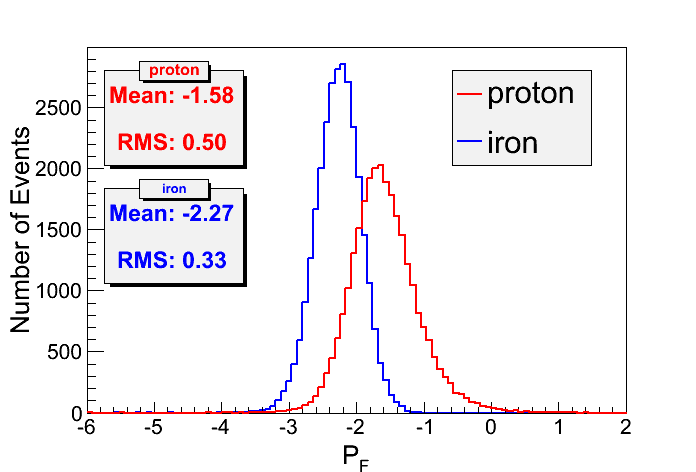 proton
Mean: -1.58
RMS: 0.50
iron
Mean: -2.27
RMS: 0.33
proton
iron
Number of Events
2500
2000
1500
1000
500
0
-6 -5 -4 -3 -2 -1 0 1 2
P_F